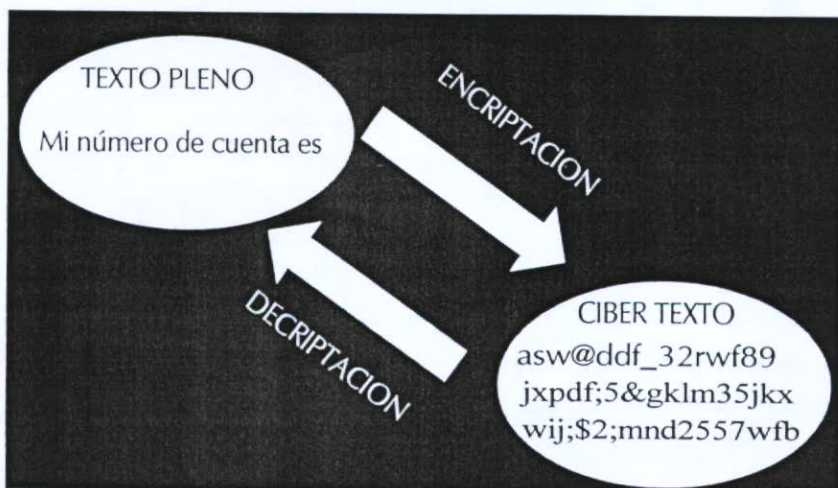 TEXTO PLENO
Mi número de cuenta es
ENCRIPTACION
DECRIPTACION
CIBER TEXTO
asw@ddf_32rwf89
jxpdf;5&gklm35jkx
wij;$2;mnd2557wfb